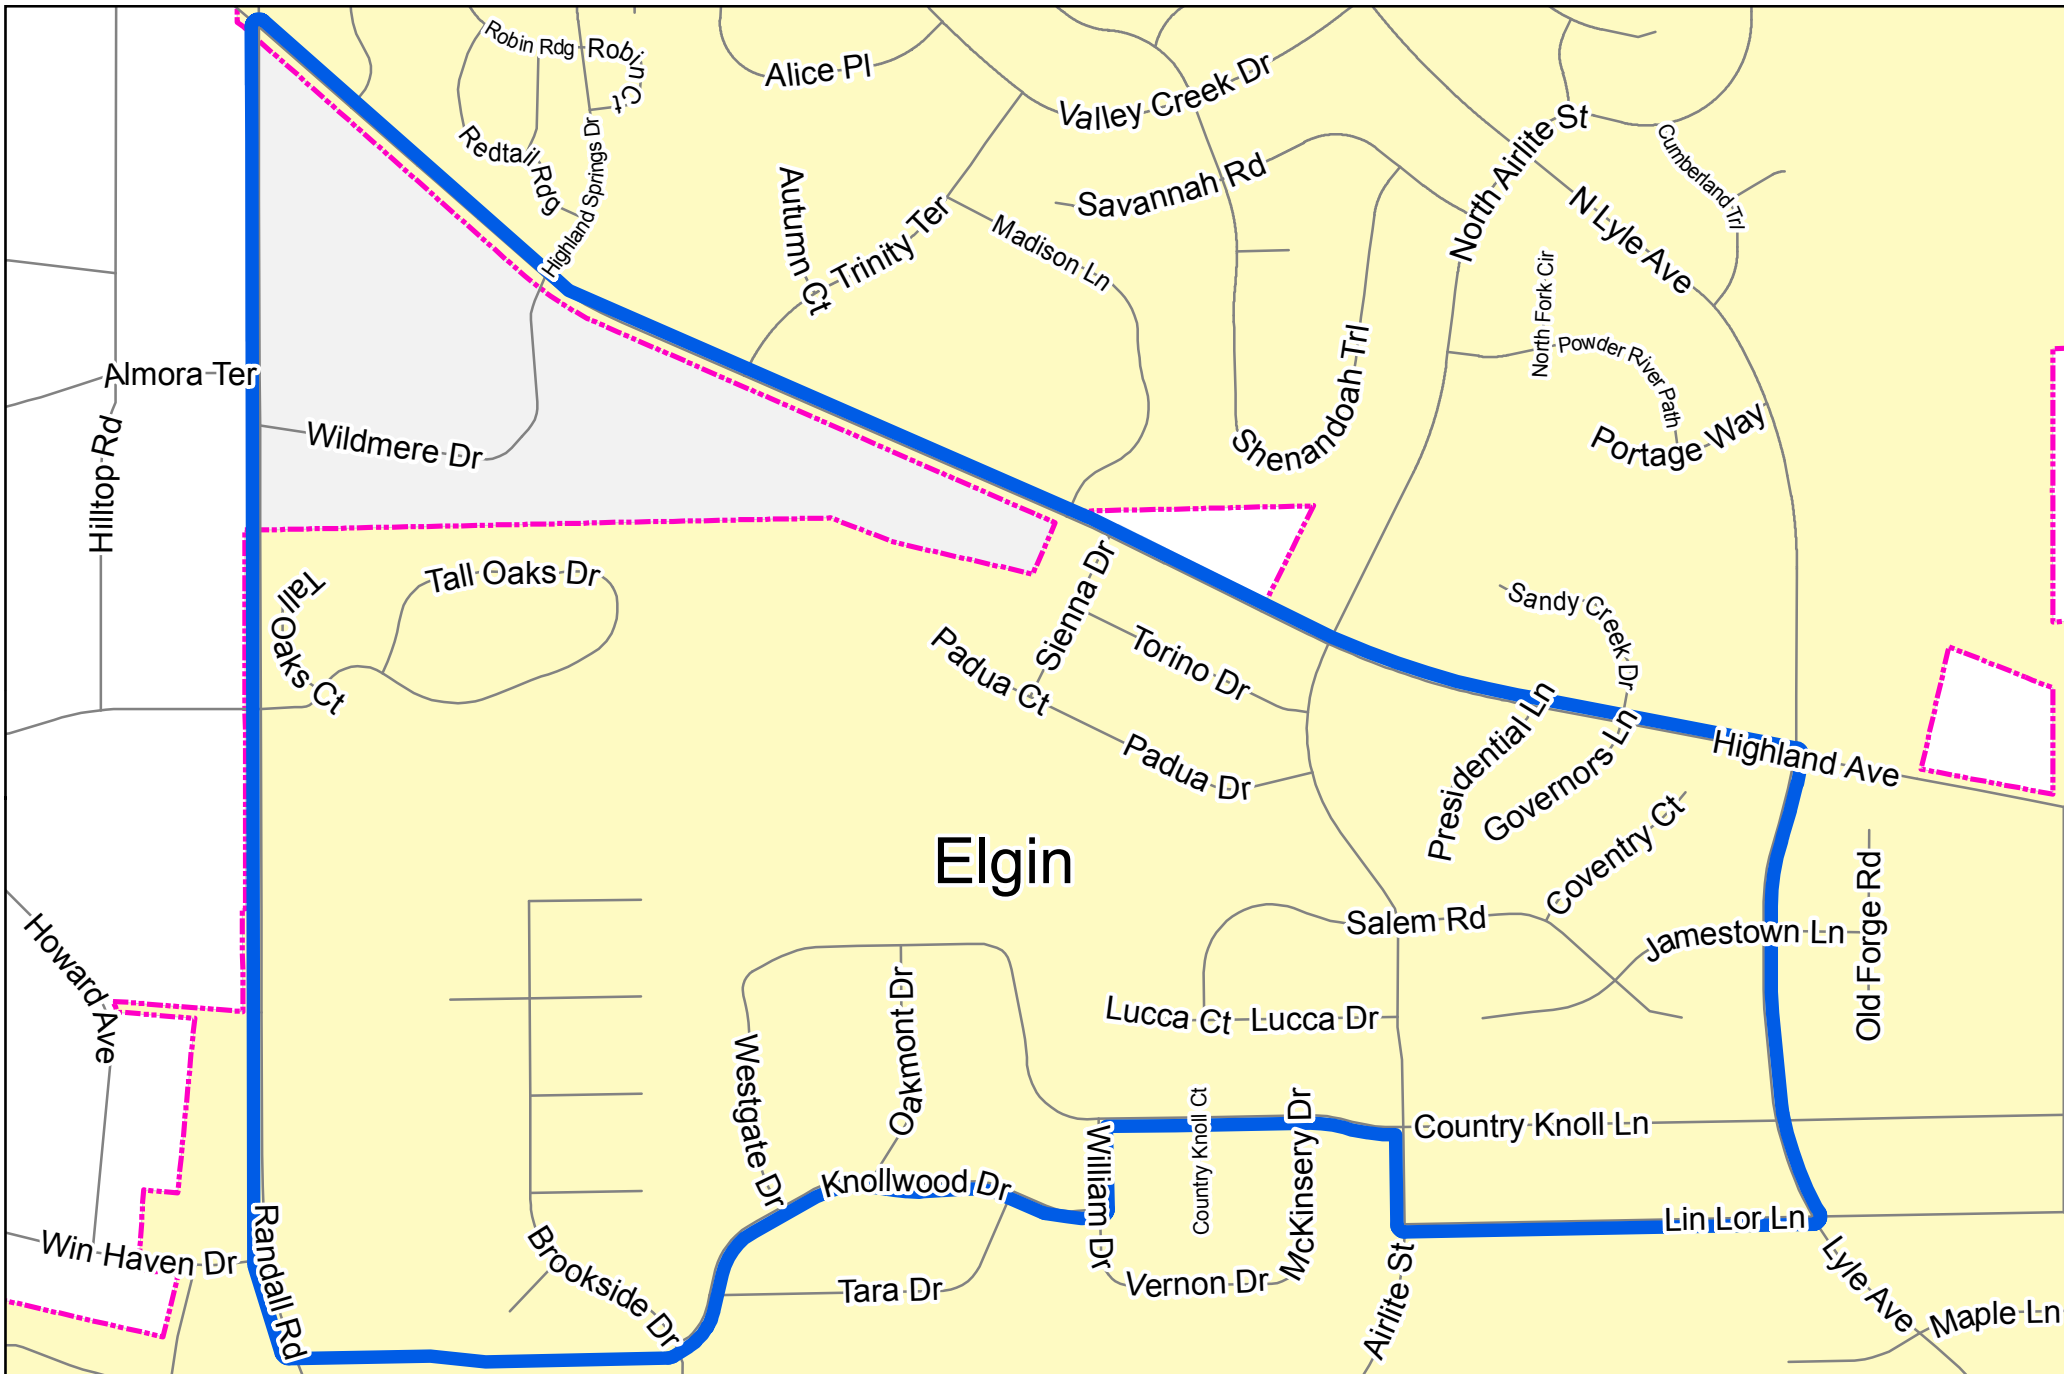 Robin Rdg
Robin Ct
Alice Pl
Valley Creek Dr
North Airlite St
Redtail Rdg
Highland Springs Dr
Autumn Ct
Trinity Ter
Madison Ln
Savannah Rd
Cumberland Trl
N Lyle Ave
North Fork Cir
Powder River Path
Portage Way
Shenandoah Trl
Almora Ter
Hilltop Rd
Wildmere Dr
Tall Oaks Ct
Tall Oaks Dr
Sienna Dr
Padua Ct
Torino Dr
Padua Dr
Sandy Creek Dr
Presidential Ln
Governors Ln
Highland Ave
Coventry Ct
Elgin
Old Forge Rd
Salem Rd
Jamestown Ln
Howard Ave
Westgate Dr
Oakmont Dr
Lucca Ct
Lucca Dr
Country Knoll Ct
McKinsery Dr
Country Knoll Ln
William Dr
Knollwood Dr
Win Haven Dr
Randall Rd
Brookside Dr
Tara Dr
Vernon Dr
Airlite St
Lin Lor Ln
Lyle Ave
Maple Ln